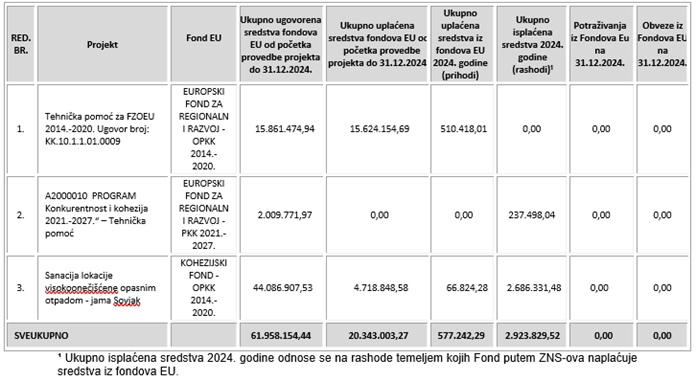 RED. BR.
Projekt
Fond EU
Ukupno ugovorena
sredstva fondova
EU od početka
provedbe projekta
do 31.12.2024.
Ukupno uplaćena
sredstva fondova EU od
početka provedbe
projekta do 31.12.2024
Ukupno
uplaćena
sredstva iz
fondova EU
2024. godine
(prihodi)
Ukupno
isplaćena
sredstva 2024.
godine
(rashodi)¹
Potraživanja
iz Fondova Eu
na
31.12.2024.
Obveze iz
Fondova EU
na
31.12.2024.
1.
Tehnička pomoć za FZOEU
2014.-2020. Ugovor broj:
KK.10.1.1.01.0009
EUROPSKI
FOND ZA
REGIONALN
I RAZVOJ -
OPKK
2014.-
2020.
15.861.474,94
15.624.154,69
510.418,01
0,00
0,00
0,00
2.
A2000010 PROGRAM
Konkurentnost i kohezija
2021.-2027.“ – Tehnička
pomoć
EUROPSKI
FOND ZA
REGIONALN
I RAZVOJ -
PKK 2021.-
2027.
2.009.771,97
0,00
0,00
237.498,04
0,00
0,00
3.
Sanacija lokacije
visokoonečišćene opasnim
otpadom - jama Sovjak
KOHEZIJSKI
FOND -
OPKK
2014.-
2020.
44.086.907,53
4.718.848,58
66.824,28
2.686.331,48
0,00
0,00
SVEUKUPNO
61.958.154,44
20.343.003,27
577.242,29
2.923.829,52
0,00
0,00
¹ Ukupno isplaćena sredstva 2024. godine odnose se na rashode temeljem kojih Fond putem ZNS-ova naplaćuje
sredstva iz fondova EU.